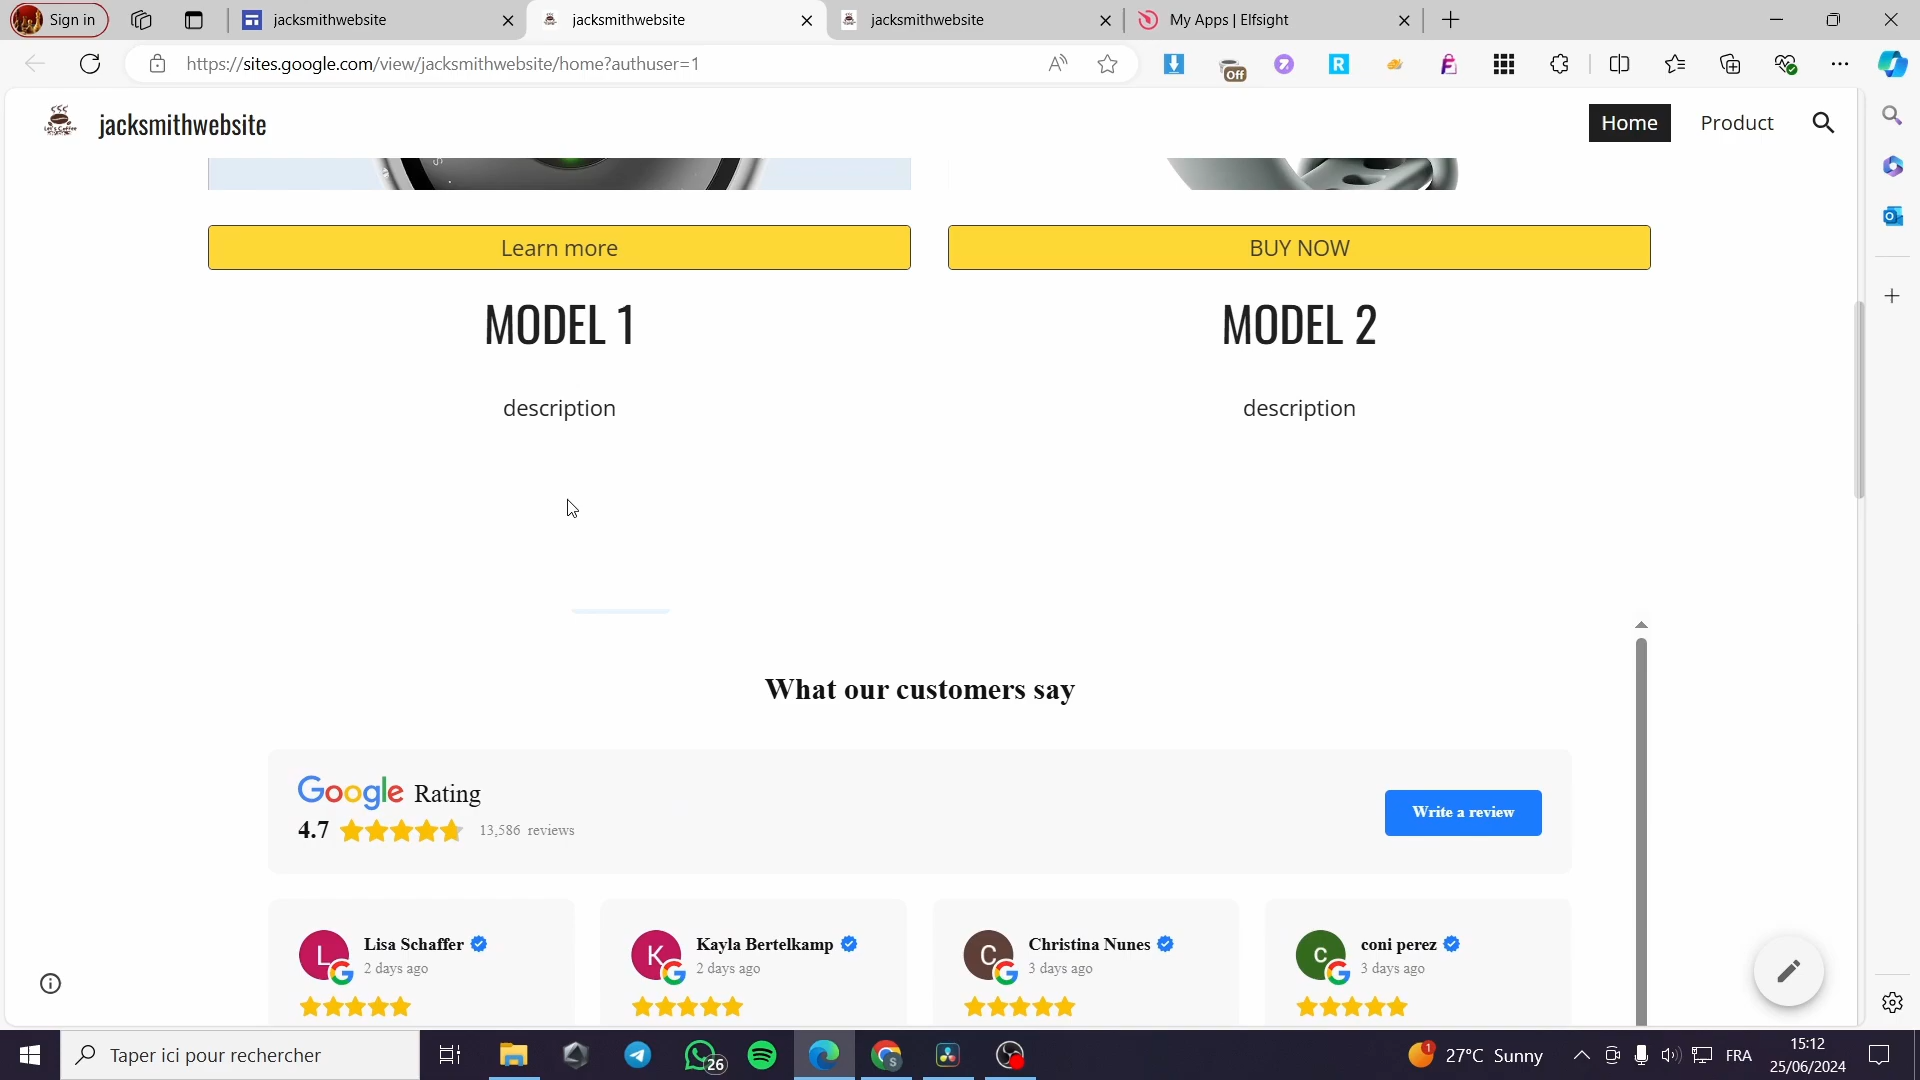 Sign in
jacksmithwebsite
jacksmithwebsite
jacksmithwebsite
My Apps | Elfsight
https://sites.google.com/view/jacksmithwebsite/home?authuser=1
Off
jacksmithwebsite
Home
Product
Learn more
BUY NOW
MODEL 1
MODEL 2
description
description
What our customers say
Google Rating
4.7
13,586 reviews
Write a review
L
Lisa Schaffer
2 days ago
K
Kayla Bertelkamp
2 days ago
C
Christina Nunes
3 days ago
c
coni perez
3 days ago
Taper ici pour rechercher
26
1
27°C Sunny
FRA
15:12
25/06/2024